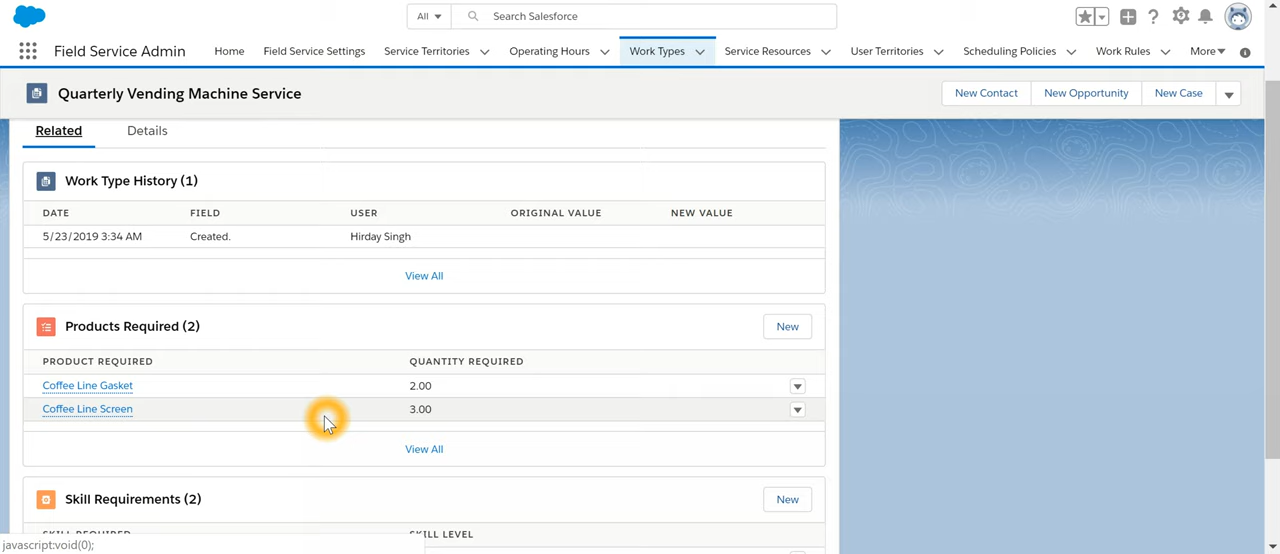 All
Search Salesforce
Field Service Admin
Home
Field Service Settings
Service Territories
Operating Hours
Work Types
Service Resources
User Territories
Scheduling Policies
Work Rules
More
Quarterly Vending Machine Service
New Contact
New Opportunity
New Case
Related
Details
Work Type History (1)
DATE FIELD USER ORIGINAL VALUE NEW VALUE
5/23/2019 3:34 AM Created. Hirday Singh
View All
Products Required (2)
New
PRODUCT REQUIRED QUANTITY REQUIRED
Coffee Line Gasket 2.00
Coffee Line Screen 3.00
View All
Skill Requirements (2)
New
SKILL REQUIRED SKILL LEVEL
javascript:void(0);